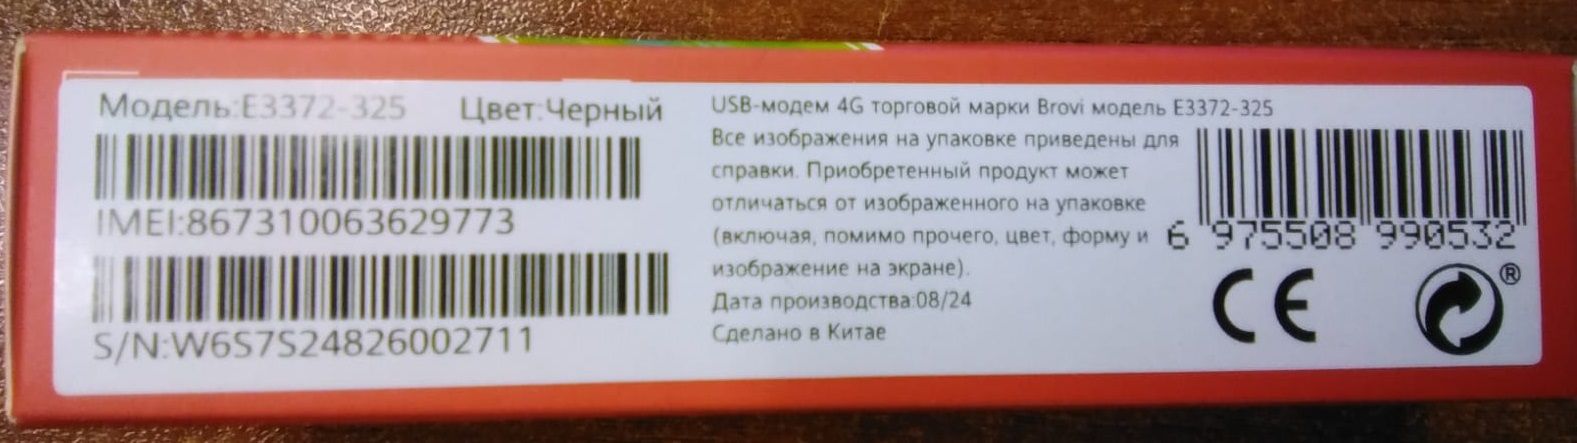 Модель:E3372-325 Цвет:Черный
IMEI:867310063629773
S/N:W6S7S24826002711
USB-модем 4G торговой марки Brovi модель E3372-325
Все изображения на упаковке приведены для
справки. Приобретенный продукт может
отличаться от изображенного на упаковке
(включая, помимо прочего, цвет, форму и
изображение на экране).
Дата производства:08/24
Сделано в Китае
6 975508 990532
CE
®